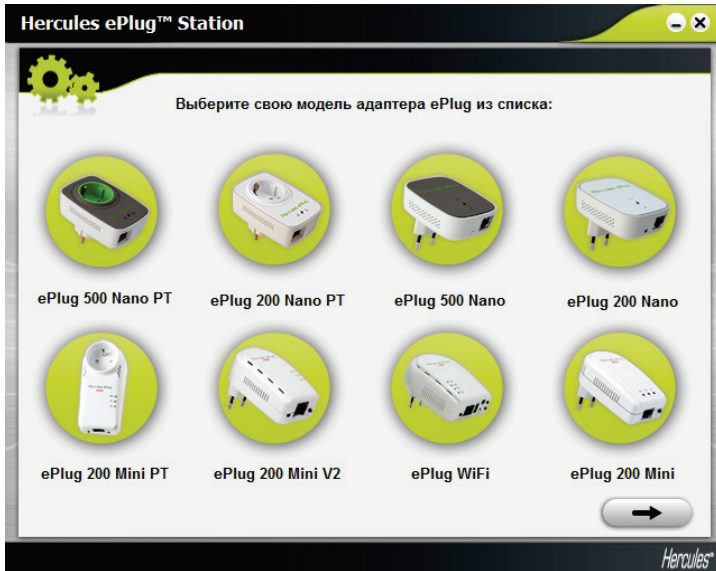 Hercules ePlug™ Station
Выберите свою модель адаптера ePlug из списка:
ePlug 500 Nano PT
ePlug 200 Nano PT
ePlug 500 Nano
ePlug 200 Nano
ePlug 200 Mini PT
ePlug 200 Mini V2
ePlug WiFi
ePlug 200 Mini
Hercules®